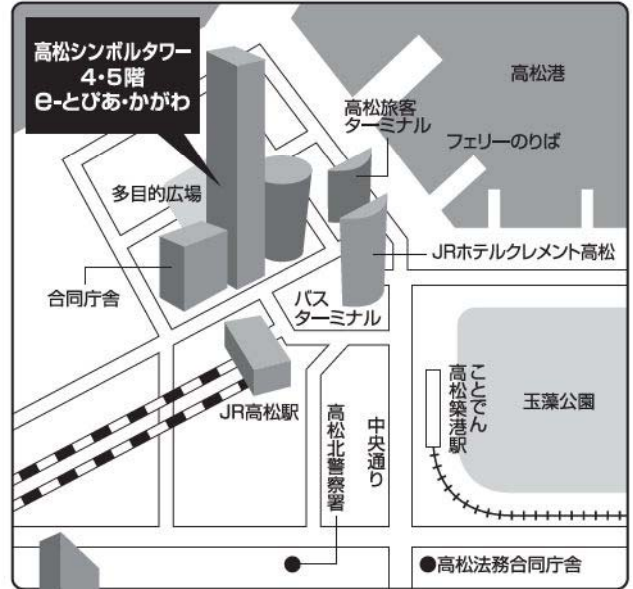 高松シンボルタワー
4・5階
e-とぴあ・かがわ
高松港
高松旅客
ターミナル
フェリーのりば
多目的広場
JRホテルクレメント高松
合同庁舎
バス
ターミナル
JR高松駅
高松北警察署
中央通り
ことでん
高松築港駅
玉藻公園
高松法務合同庁舎